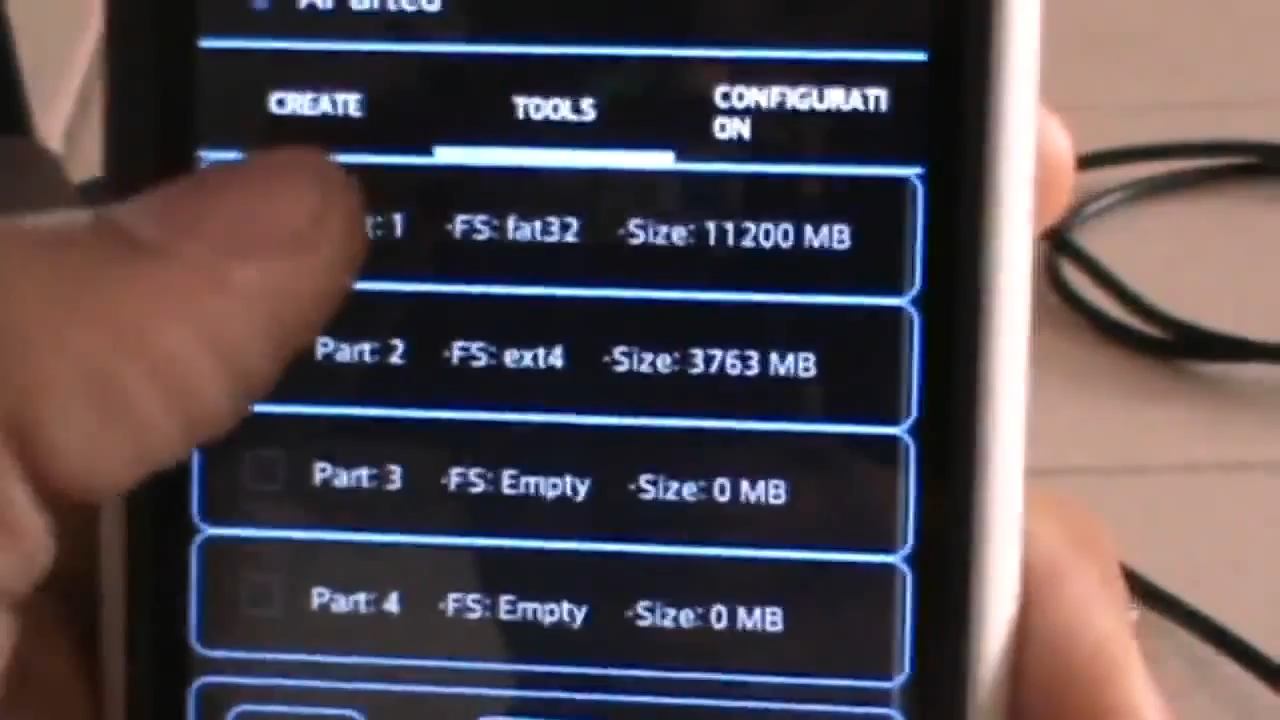 AParted
CREATE TOOLS CONFIGURATI
ON
1 -FS: fat32 -Size: 11200 MB
Part: 2 -FS: ext4 -Size: 3763 MB
Part: 3 -FS: Empty -Size: 0 MB
Part: 4 -FS: Empty -Size: 0 MB